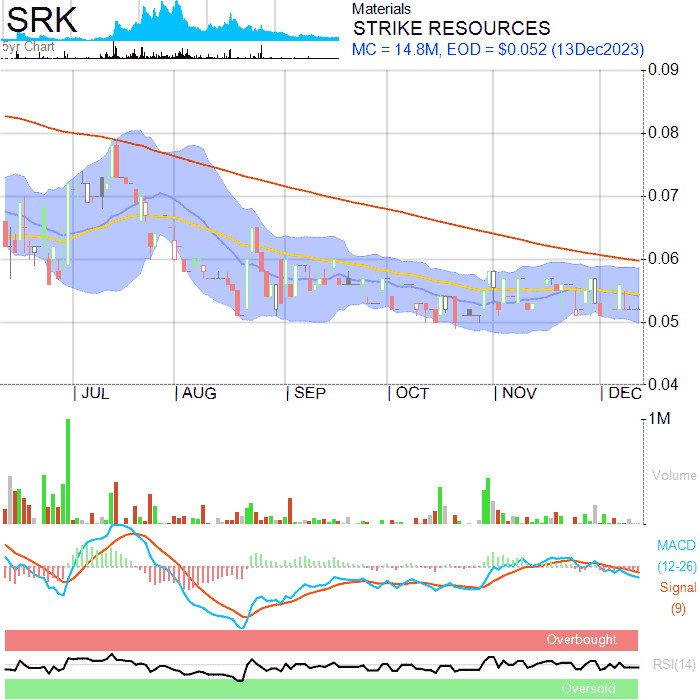 SRK
5yr Chart
Materials
STRIKE RESOURCES
MC = 14.8M, EOD = $0.052 (13Dec2023)
0.09
0.08
0.07
0.06
0.05
0.04
JUL
AUG
SEP
OCT
NOV
DEC
1M
Volume
MACD
(12-26)
Signal
(9)
Overbought
RSI(14)
Oversold